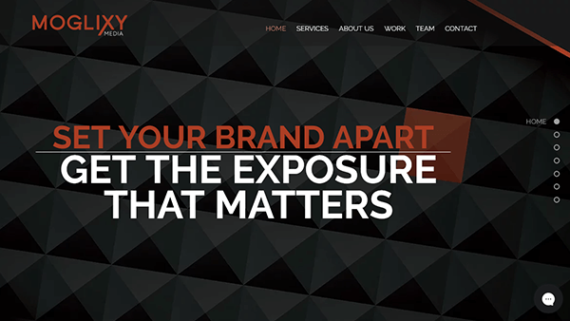 MOGLIXY
MEDIA
HOME SERVICES ABOUT US WORK TEAM CONTACT
HOME
SET YOUR BRAND APART
GET THE EXPOSURE
THAT MATTERS